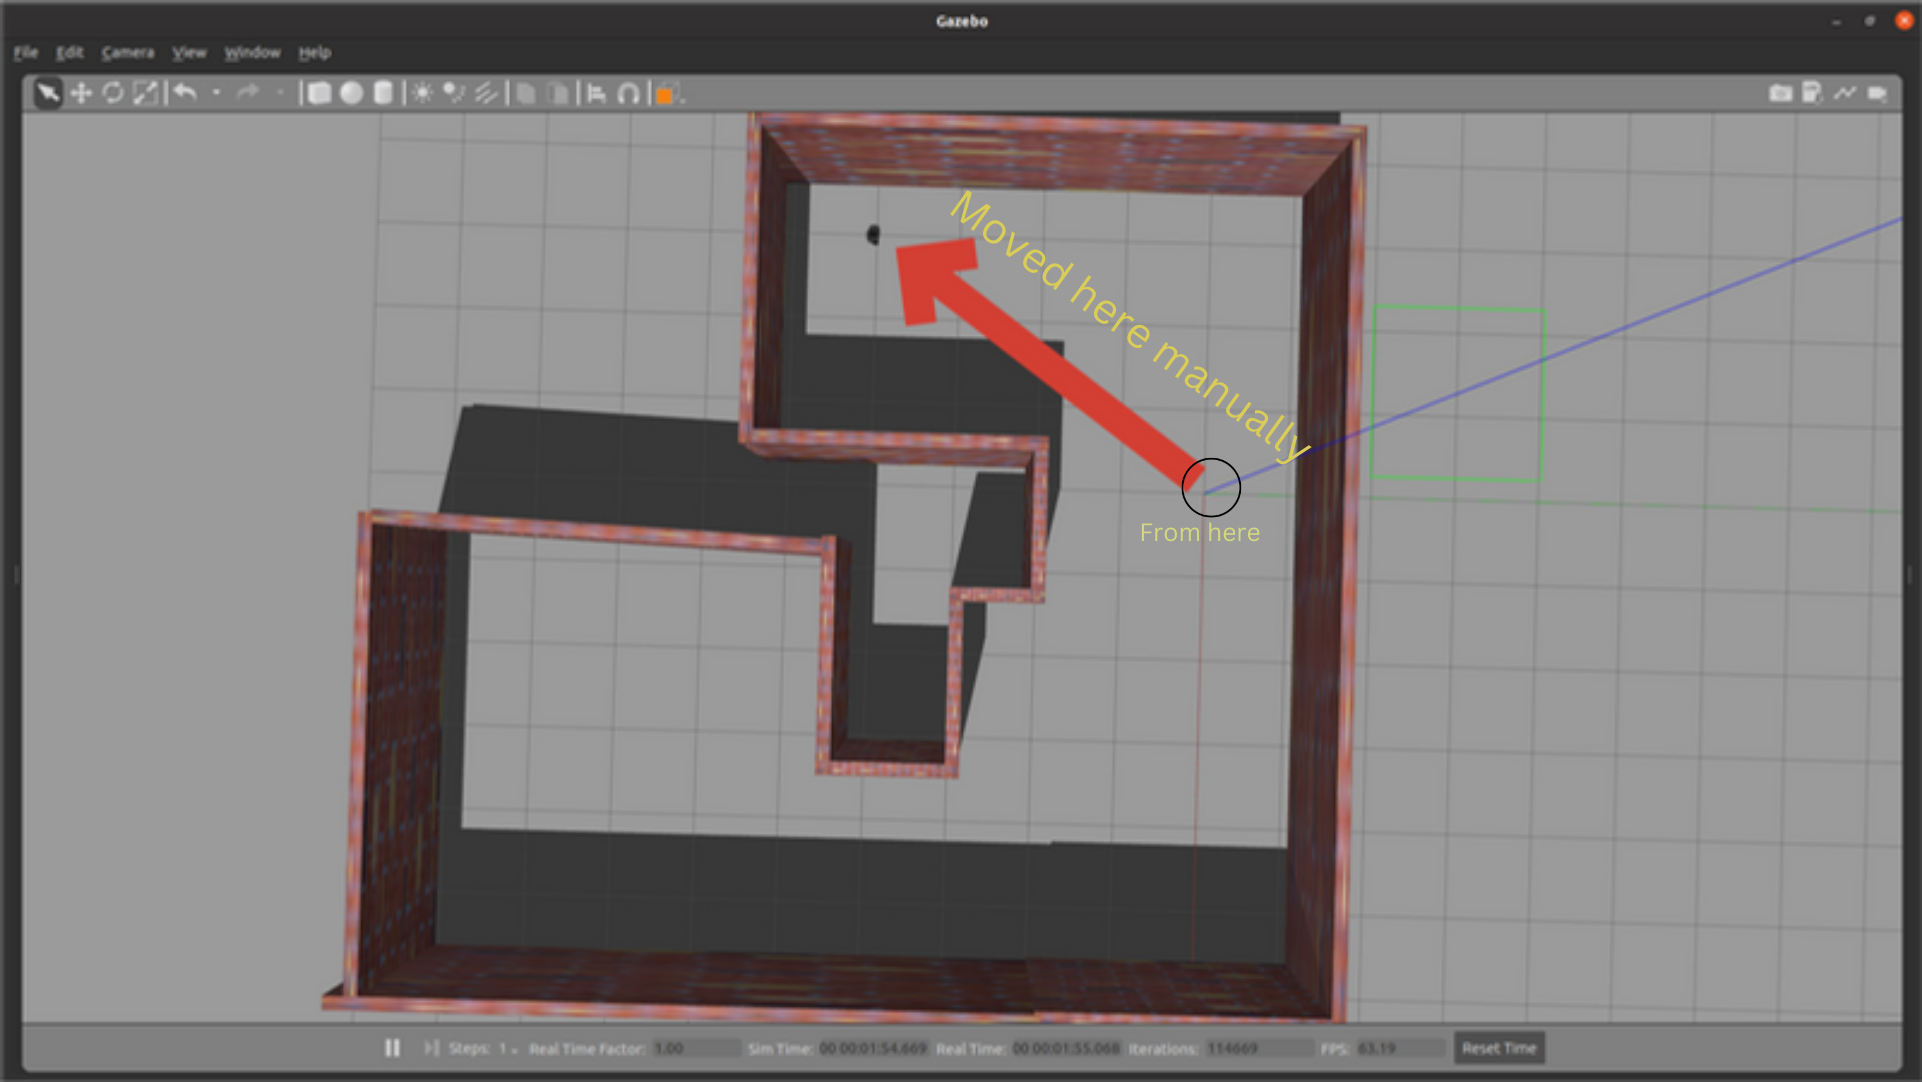 Gazebo
File Edit Camera View Window Help
Moved here manually
From here
Steps: 1 Real Time Factor: 1.00 Sim Time: 00 00:01:54.669 Real Time: 00 00:01:55.068 Iterations: 114669 FPS: 63.19 Reset Time